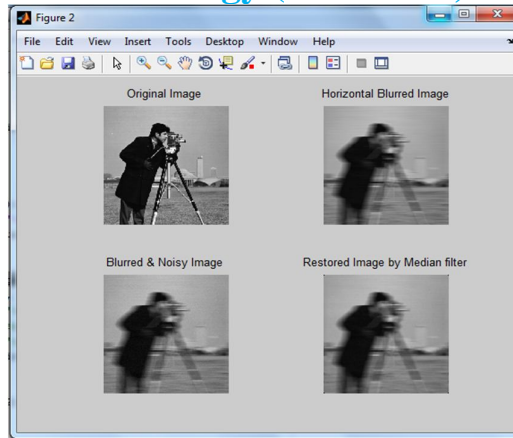 Figure 2
File Edit View Insert Tools Desktop Window Help
Original Image
Horizontal Blurred Image
Blurred & Noisy Image
Restored Image by Median filter